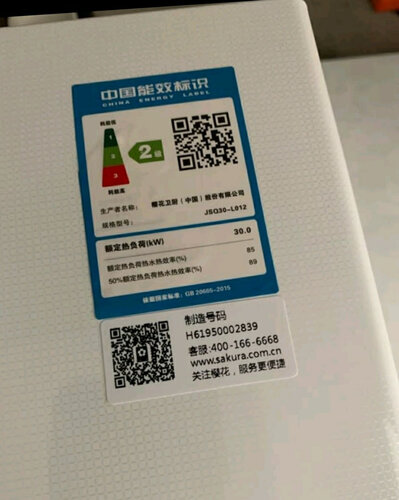 中国能效标识
CHINA ENERGY LABEL
耗能低
1
2
3
耗能高
2级
生产者名称： 樱花卫厨（中国）股份有限公司
规格型号： JSQ30-L012
额定热负荷(kW) 30.0
额定热负荷热水热效率(%) 85
50%额定热负荷热水热效率(%) 89
依据国家标准：GB 20665-2015
制造号码
H61950002839
客服:400-166-6668
www.sakura.com.cn
关注樱花，服务更便捷